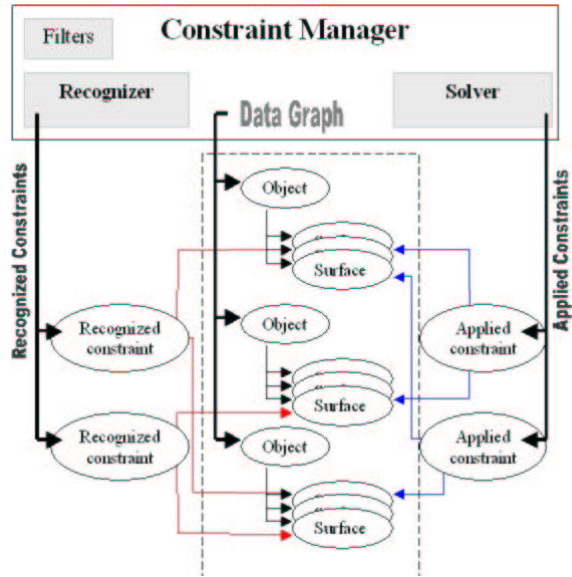 Filters
Constraint Manager
Recognizer
Solver
Data Graph
Recognized Constraints
Applied Constraints
Object
Surface
Recognized
constraint
Object
Applied
constraint
Surface
Recognized
constraint
Object
Applied
constraint
Surface